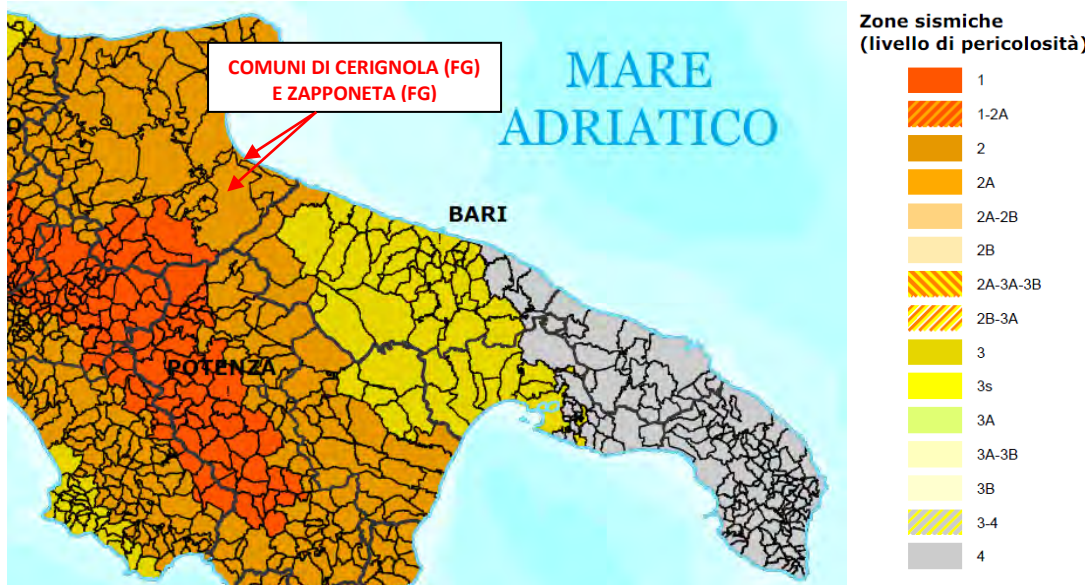 COMUNI DI CERIGNOLA (FG)
E ZAPPONETA (FG)
MARE
ADRIATICO
BARI
POTENZA
Zone sismiche
(livello di pericolosità)
1
1-2A
2
2A
2A-2B
2B
2A-3A-3B
2B-3A
3
3s
3A
3A-3B
3B
3-4
4